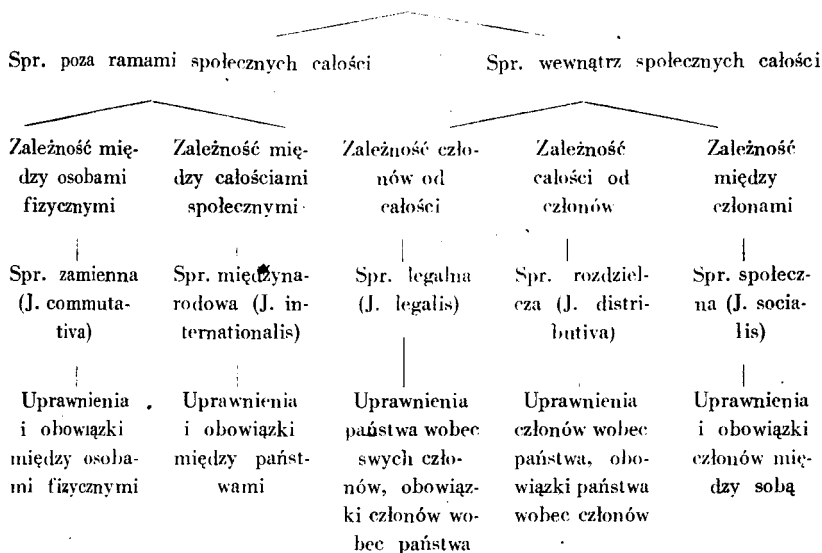 Spr. poza ramami społecznych całości
Spr. wewnątrz społecznych całości
Zależność mię-
dzy osobami
fizycznymi
Zależność mię-
dzy całościami
społecznymi
Zależność czło-
nów od
całości
Zależność
całości od
członów
Zależność
między
członami
Spr. zamienna
(J. commuta-
tiva)
Spr. międzyna-
rodowa (J. in-
ternationalis)
Spr. legalna
(J. legalis)
Spr. rozdziel-
cza (J. distri-
butiva)
Spr. społecz-
na (J. socia-
lis)
Uprawnienia
i obowiązki
między osoba-
mi fizycznymi
Uprawnienia
i obowiązki
między państ-
wami
Uprawnienia
państwa wobec
swych czło-
nów, obowiąz-
ki członów wo-
bec państwa
Uprawnienia
członów wobec
państwa, obo-
wiązki państwa
wobec członów
Uprawnienia
i obowiązki
członów mię-
dzy sobą